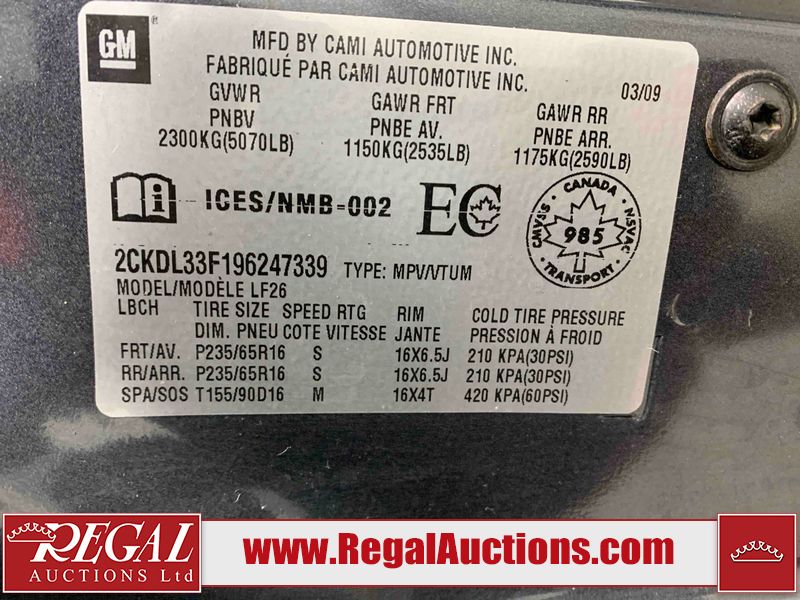 GM
®
MFD BY CAMI AUTOMOTIVE INC.
FABRIQUÉ PAR CAMI AUTOMOTIVE INC.
03/09
GVWR GAWR FRT GAWR RR
PNBV PNBE AV. PNBE ARR.
2300KG(5070LB) 1150KG(2535LB) 1175KG(2590LB)
ICES/NMB-002 EC
CANADA
CMVSS NSVAC
985
TRANSPORT
2CKDL33F196247339 TYPE: MPV/VTUM
MODEL/MODÈLE LF26
LBCH TIRE SIZE SPEED RTG RIM COLD TIRE PRESSURE
DIM. PNEU COTE VITESSE JANTE PRESSION À FROID
FRT/AV. P235/65R16 S 16X6.5J 210 KPA(30PSI)
RR/ARR. P235/65R16 S 16X6.5J 210 KPA(30PSI)
SPA/SOS T155/90D16 M 16X4T 420 KPA(60PSI)
REGAL
AUCTIONS Ltd
www.RegalAuctions.com